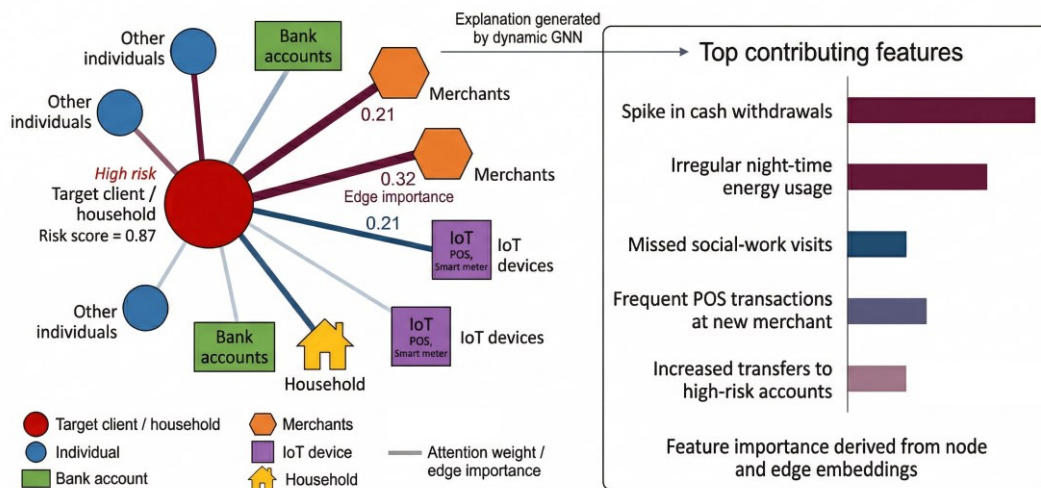 Other
individuals
Bank
accounts
Merchants
0.21
Other
individuals
High risk
Target client /
household
Risk score = 0.87
0.32
Edge importance
Merchants
0.21
IoT
POS,
Smart meter
IoT
devices
Other
individuals
Bank
accounts
Household
IoT
POS,
Smart meter
IoT devices
Target client / household
Individual
Bank account
Merchants
IoT device
Household
Attention weight /
edge importance
Explanation generated
by dynamic GNN
Top contributing features
Spike in cash withdrawals
Irregular night-time
energy usage
Missed social-work visits
Frequent POS transactions
at new merchant
Increased transfers to
high-risk accounts
Feature importance derived from node
and edge embeddings